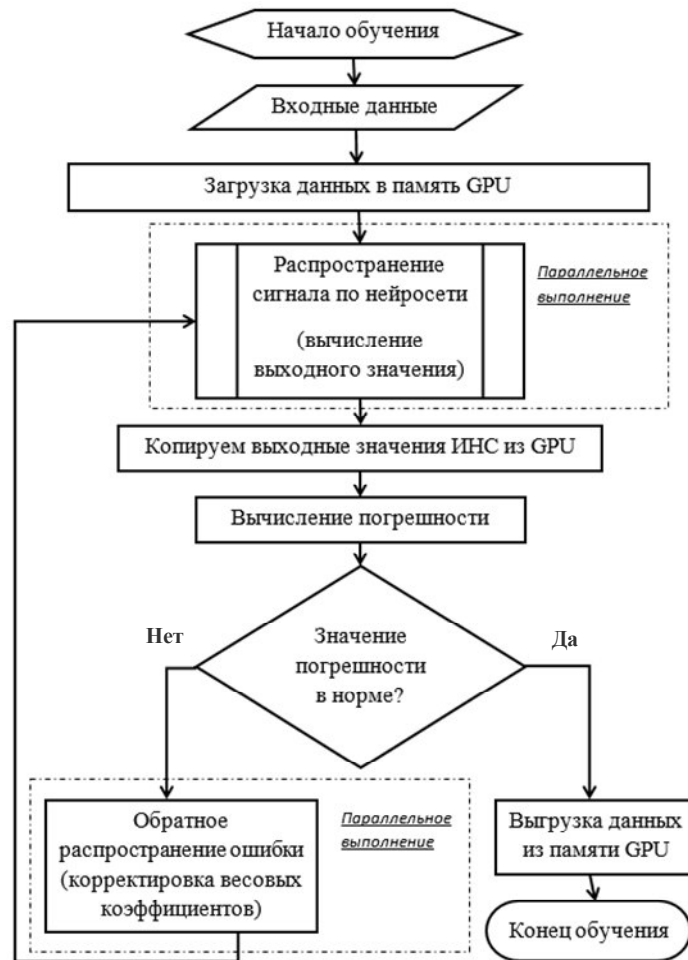 Начало обучения
Входные данные
Загрузка данных в память GPU
Распространение
сигнала по нейросети
(вычисление
выходного значения)
Параллельное
выполнение
Копируем выходные значения ИНС из GPU
Вычисление погрешности
Значение
погрешности
в норме?
Нет
Да
Обратное
распространение ошибки
(корректировка весовых
коэффициентов)
Параллельное
выполнение
Выгрузка данных
из памяти GPU
Конец обучения